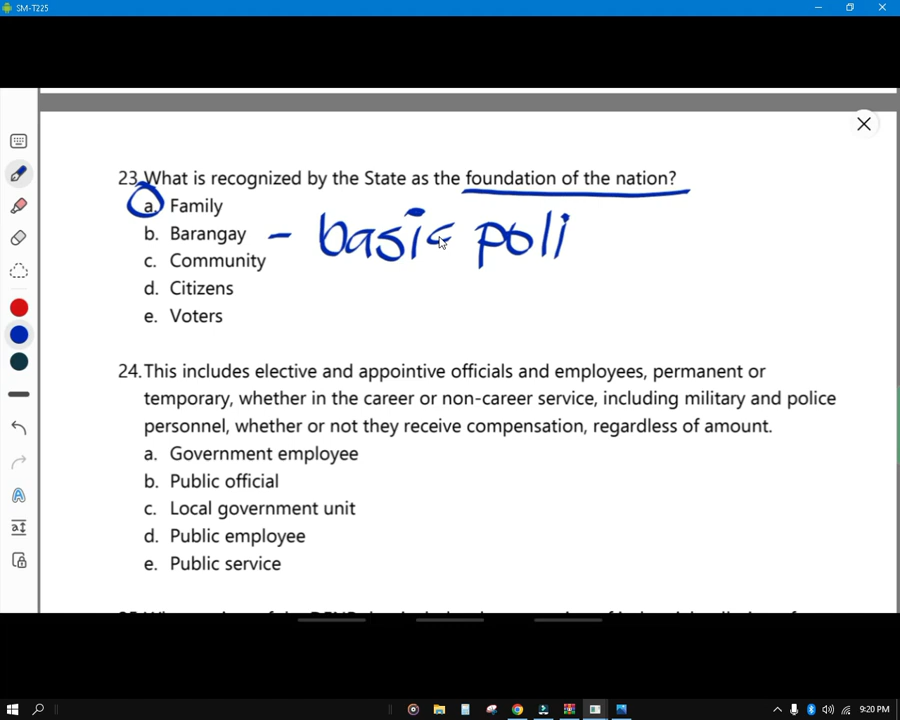 SM-T225
23. What is recognized by the State as the foundation of the nation?
a. Family
b. Barangay - basic poli
c. Community
d. Citizens
e. Voters
24. This includes elective and appointive officials and employees, permanent or
temporary, whether in the career or non-career service, including military and police
personnel, whether or not they receive compensation, regardless of amount.
a. Government employee
b. Public official
c. Local government unit
d. Public employee
e. Public service
9:20 PM